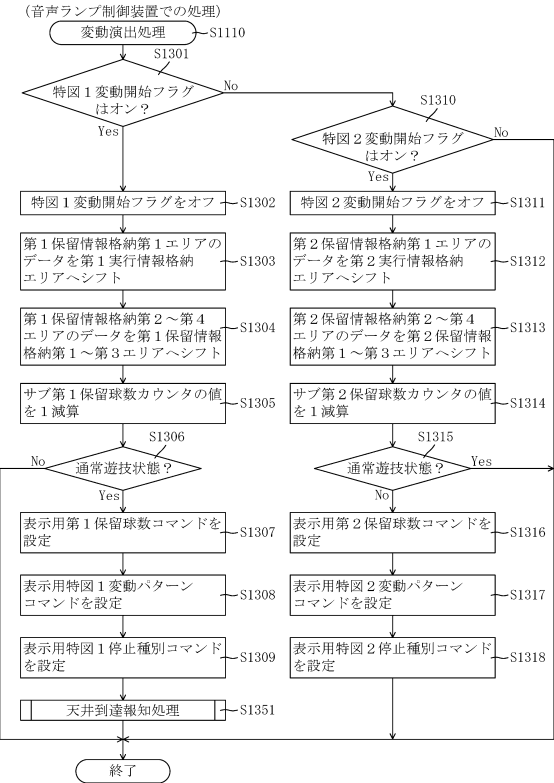 （音声ランプ制御装置での処理）
変動演出処理
S1110
S1301
特図１変動開始フラグ
はオン？
No
Yes
S1310
特図２変動開始フラグ
はオン？
No
Yes
特図１変動開始フラグをオフ
S1302
第１保留情報格納第１エリアの
データを第１実行情報格納
エリアへシフト
S1303
第１保留情報格納第２～第４
エリアのデータを第１保留情報
格納第１～第３エリアへシフト
S1304
サブ第１保留球数カウンタの値
を１減算
S1305
S1306
通常遊技状態？
No
Yes
表示用第１保留球数コマンドを
設定
S1307
表示用特図１変動パターン
コマンドを設定
S1308
表示用特図１停止種別コマンド
を設定
S1309
天井到達報知処理
S1351
特図２変動開始フラグをオフ
S1311
第２保留情報格納第１エリアの
データを第２実行情報格納
エリアへシフト
S1312
第２保留情報格納第２～第４
エリアのデータを第２保留情報
格納第１～第３エリアへシフト
S1313
サブ第２保留球数カウンタの値
を１減算
S1314
S1315
通常遊技状態？
Yes
No
表示用第２保留球数コマンドを
設定
S1316
表示用特図２変動パターン
コマンドを設定
S1317
表示用特図２停止種別コマンド
を設定
S1318
終了